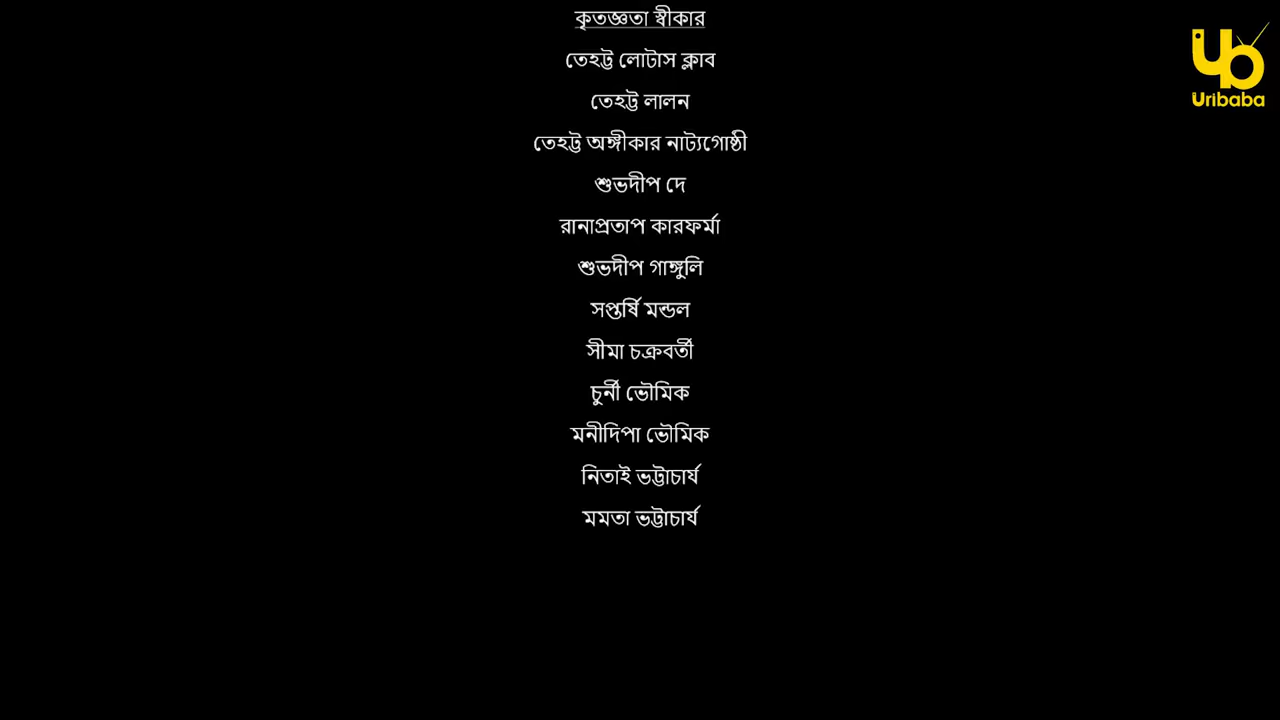 কৃতজ্ঞতা স্বীকার
তেহট্ট লোটাস ক্লাব
তেহট্ট লালন
তেহট্ট অঙ্গীকার নাট্যগোষ্ঠী
শুভদীপ দে
রানাপ্রতাপ কারফর্মা
শুভদীপ গাঙ্গুলি
সপ্তর্ষি মন্ডল
সীমা চক্রবর্তী
চুর্নী ভৌমিক
মনীদিপা ভৌমিক
নিতাই ভট্টাচার্য
মমতা ভট্টাচার্য
Ub
Uribaba